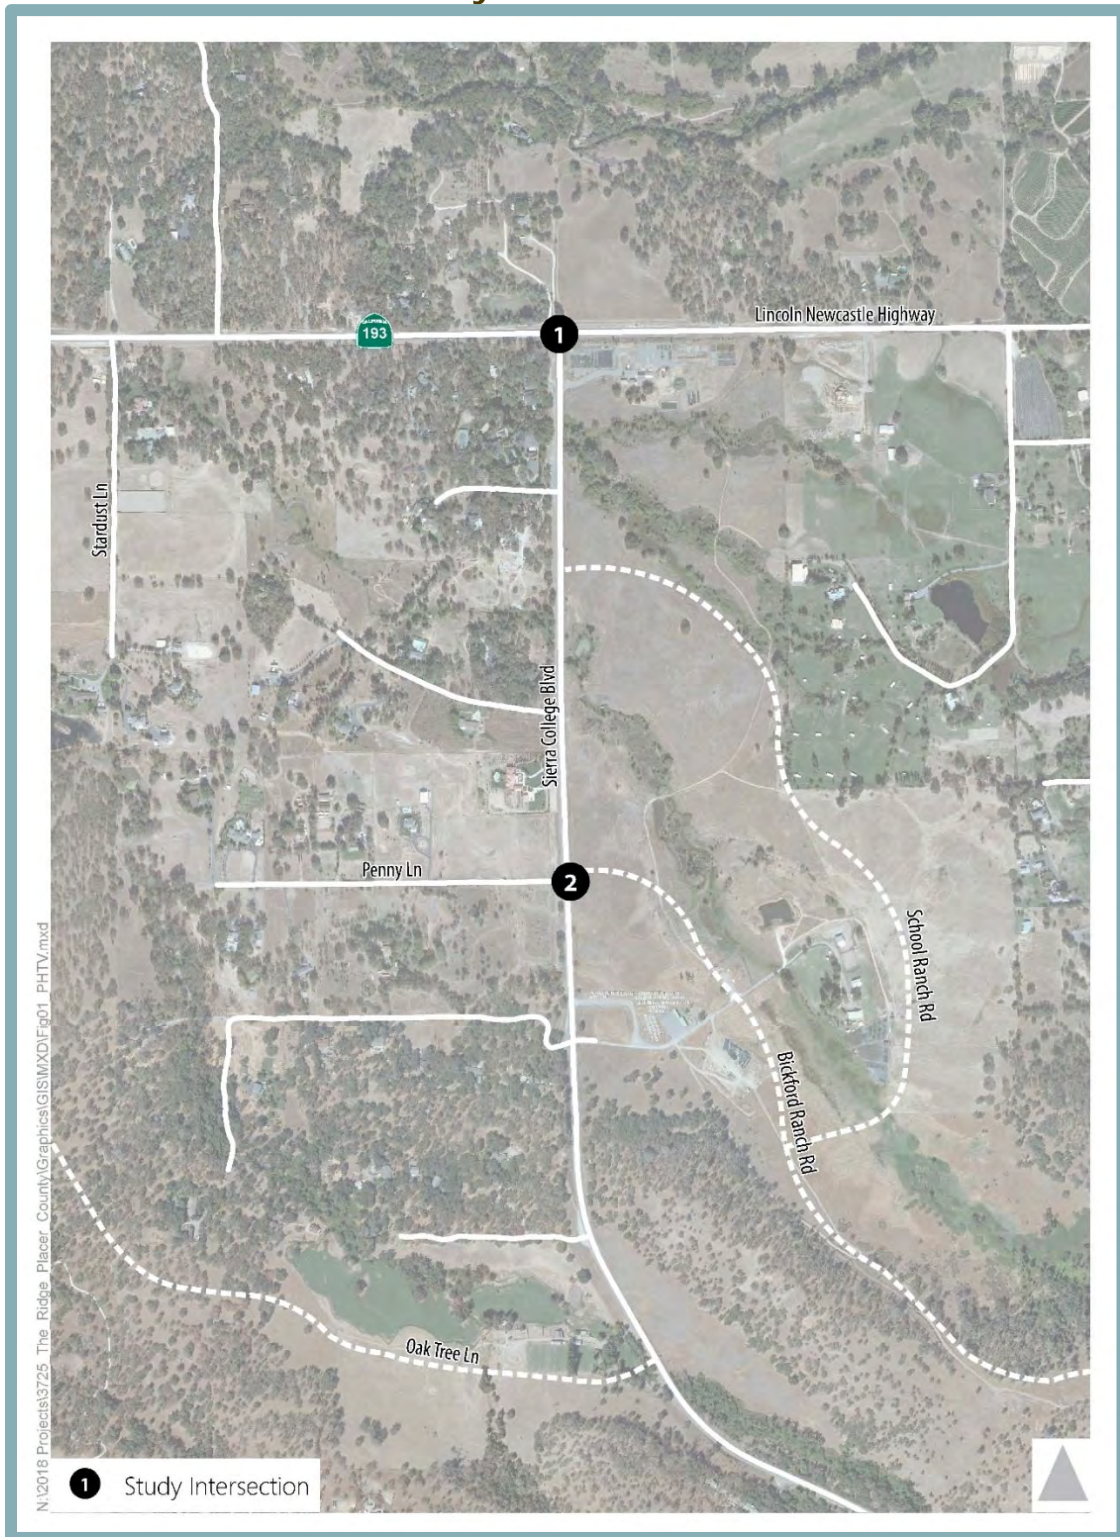 Lincoln Newcastle Highway
CALIFORNIA
193
1
Stardust Ln
Sierra College Blvd
Penny Ln
2
School Ranch Rd
Bickford Ranch Rd
Oak Tree Ln
N:\2018 Projects\3725_The_Ridge_Placer_County\Graphics\GIS\MXD\Fig01_PHTV.mxd
1 Study Intersection